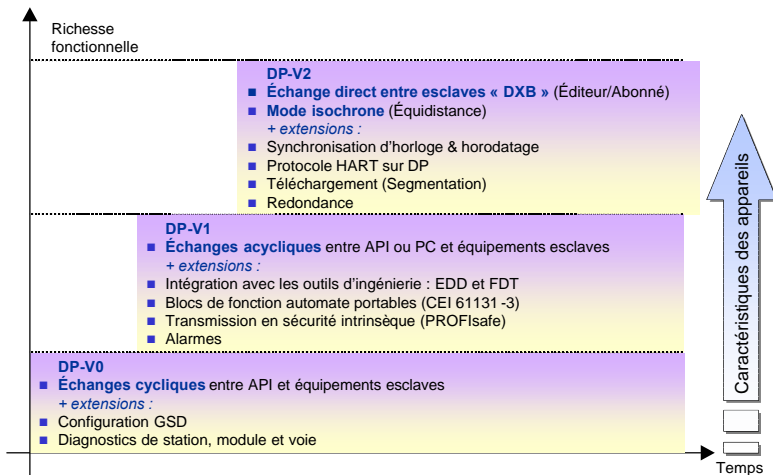 Richesse
fonctionnelle
DP-V2
■ Échange direct entre esclaves « DXB » (Éditeur/Abonné)
■ Mode isochrone (Équidistance)
+ extensions :
■ Synchronisation d'horloge & horodatage
■ Protocole HART sur DP
■ Téléchargement (Segmentation)
■ Redondance
DP-V1
■ Échanges acycliques entre API ou PC et équipements esclaves
+ extensions :
■ Intégration avec les outils d'ingénierie : EDD et FDT
■ Blocs de fonction automate portables (CEI 61131 -3)
■ Transmission en sécurité intrinsèque (PROFIsafe)
■ Alarmes
DP-V0
■ Échanges cycliques entre API et équipements esclaves
+ extensions :
■ Configuration GSD
■ Diagnostics de station, module et voie
Caractéristiques des appareils
Temps